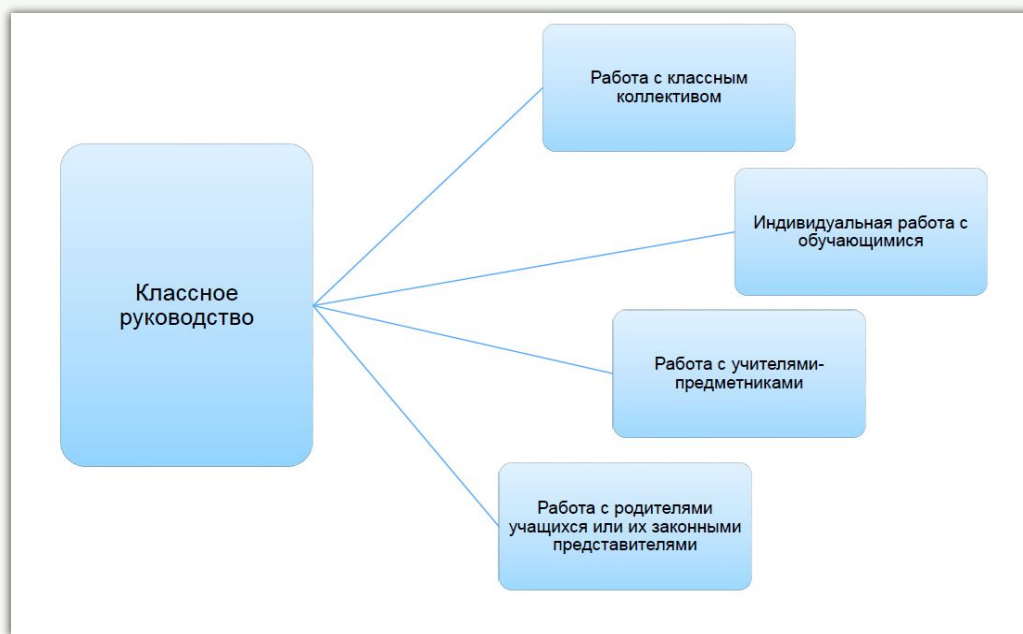 Работа с классным
коллективом
Индивидуальная работа с
обучающимися
Классное
руководство
Работа с учителями-
предметниками
Работа с родителями
учащихся или их законными
представителями